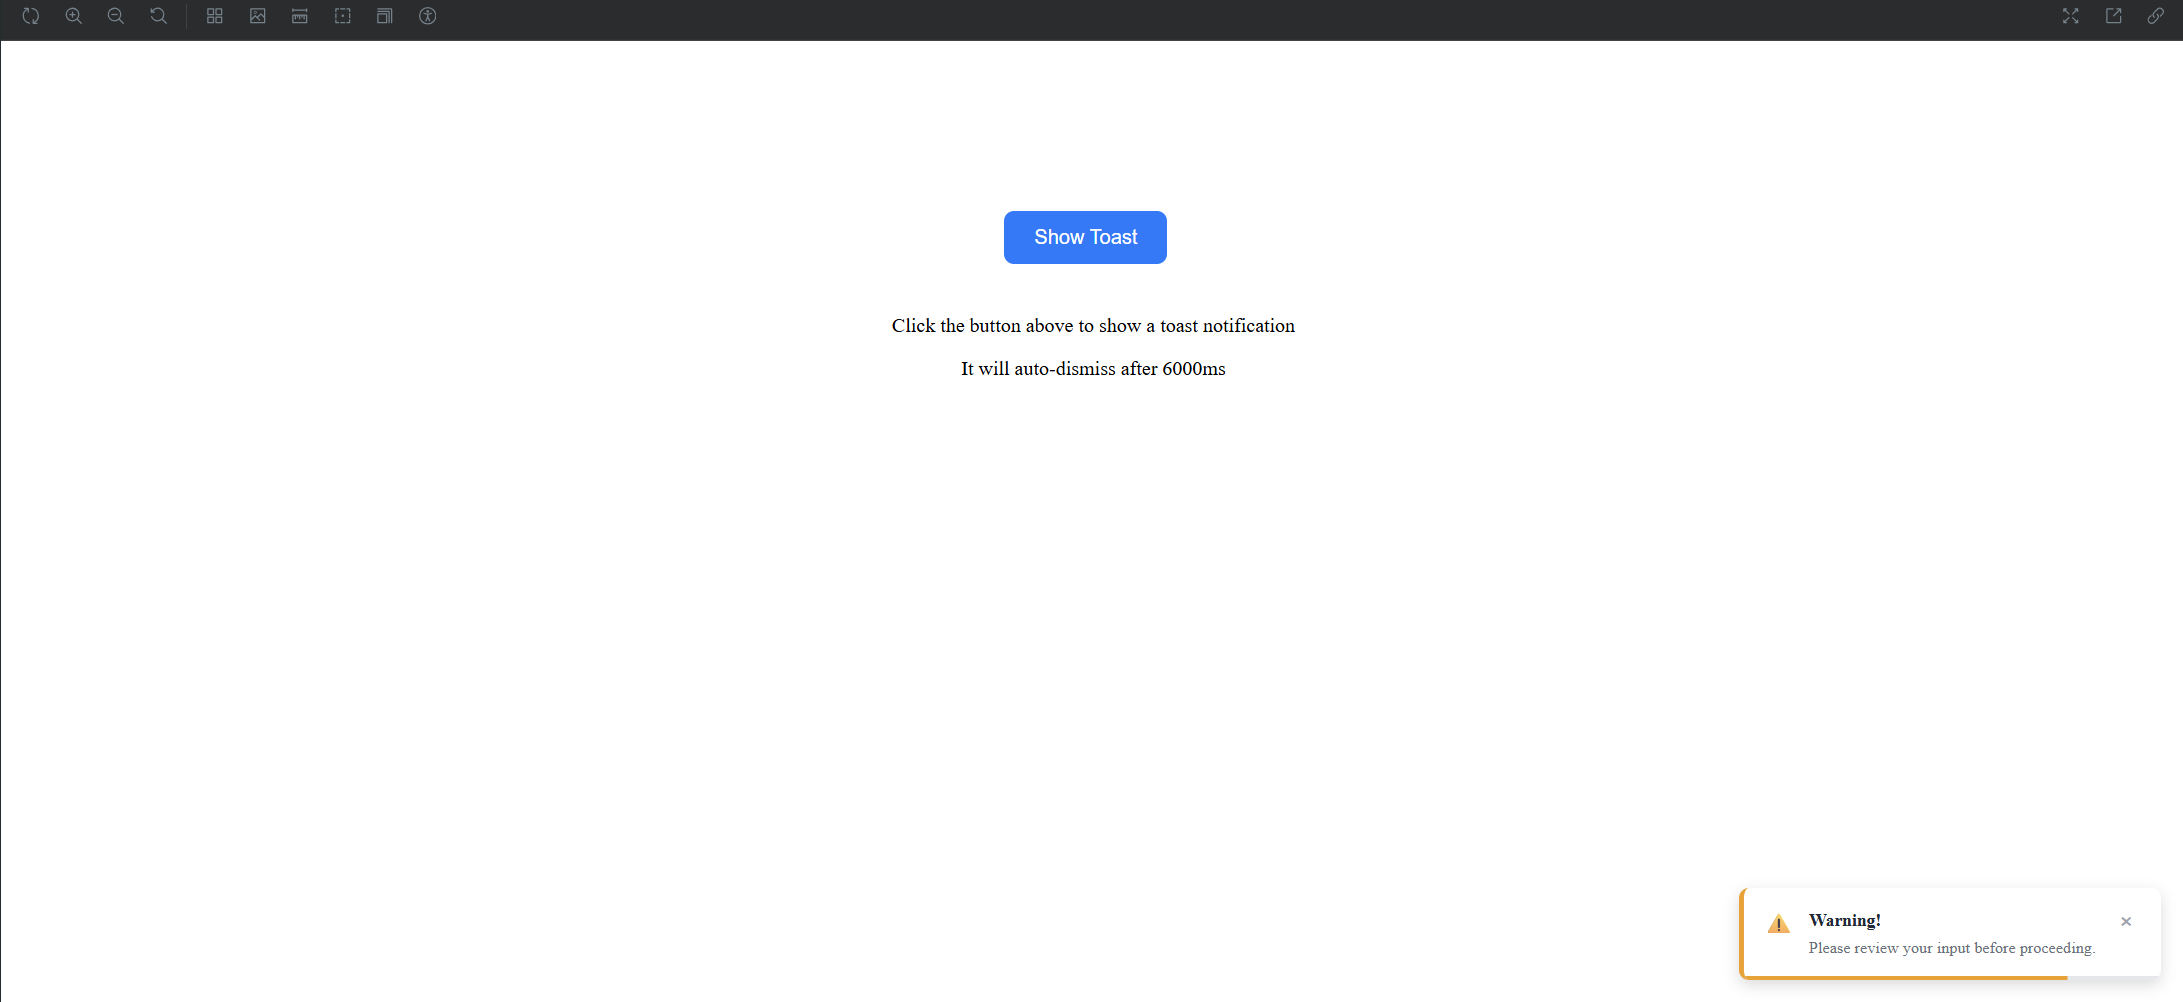 Show Toast
Click the button above to show a toast notification
It will auto-dismiss after 6000ms
Warning!
Please review your input before proceeding.